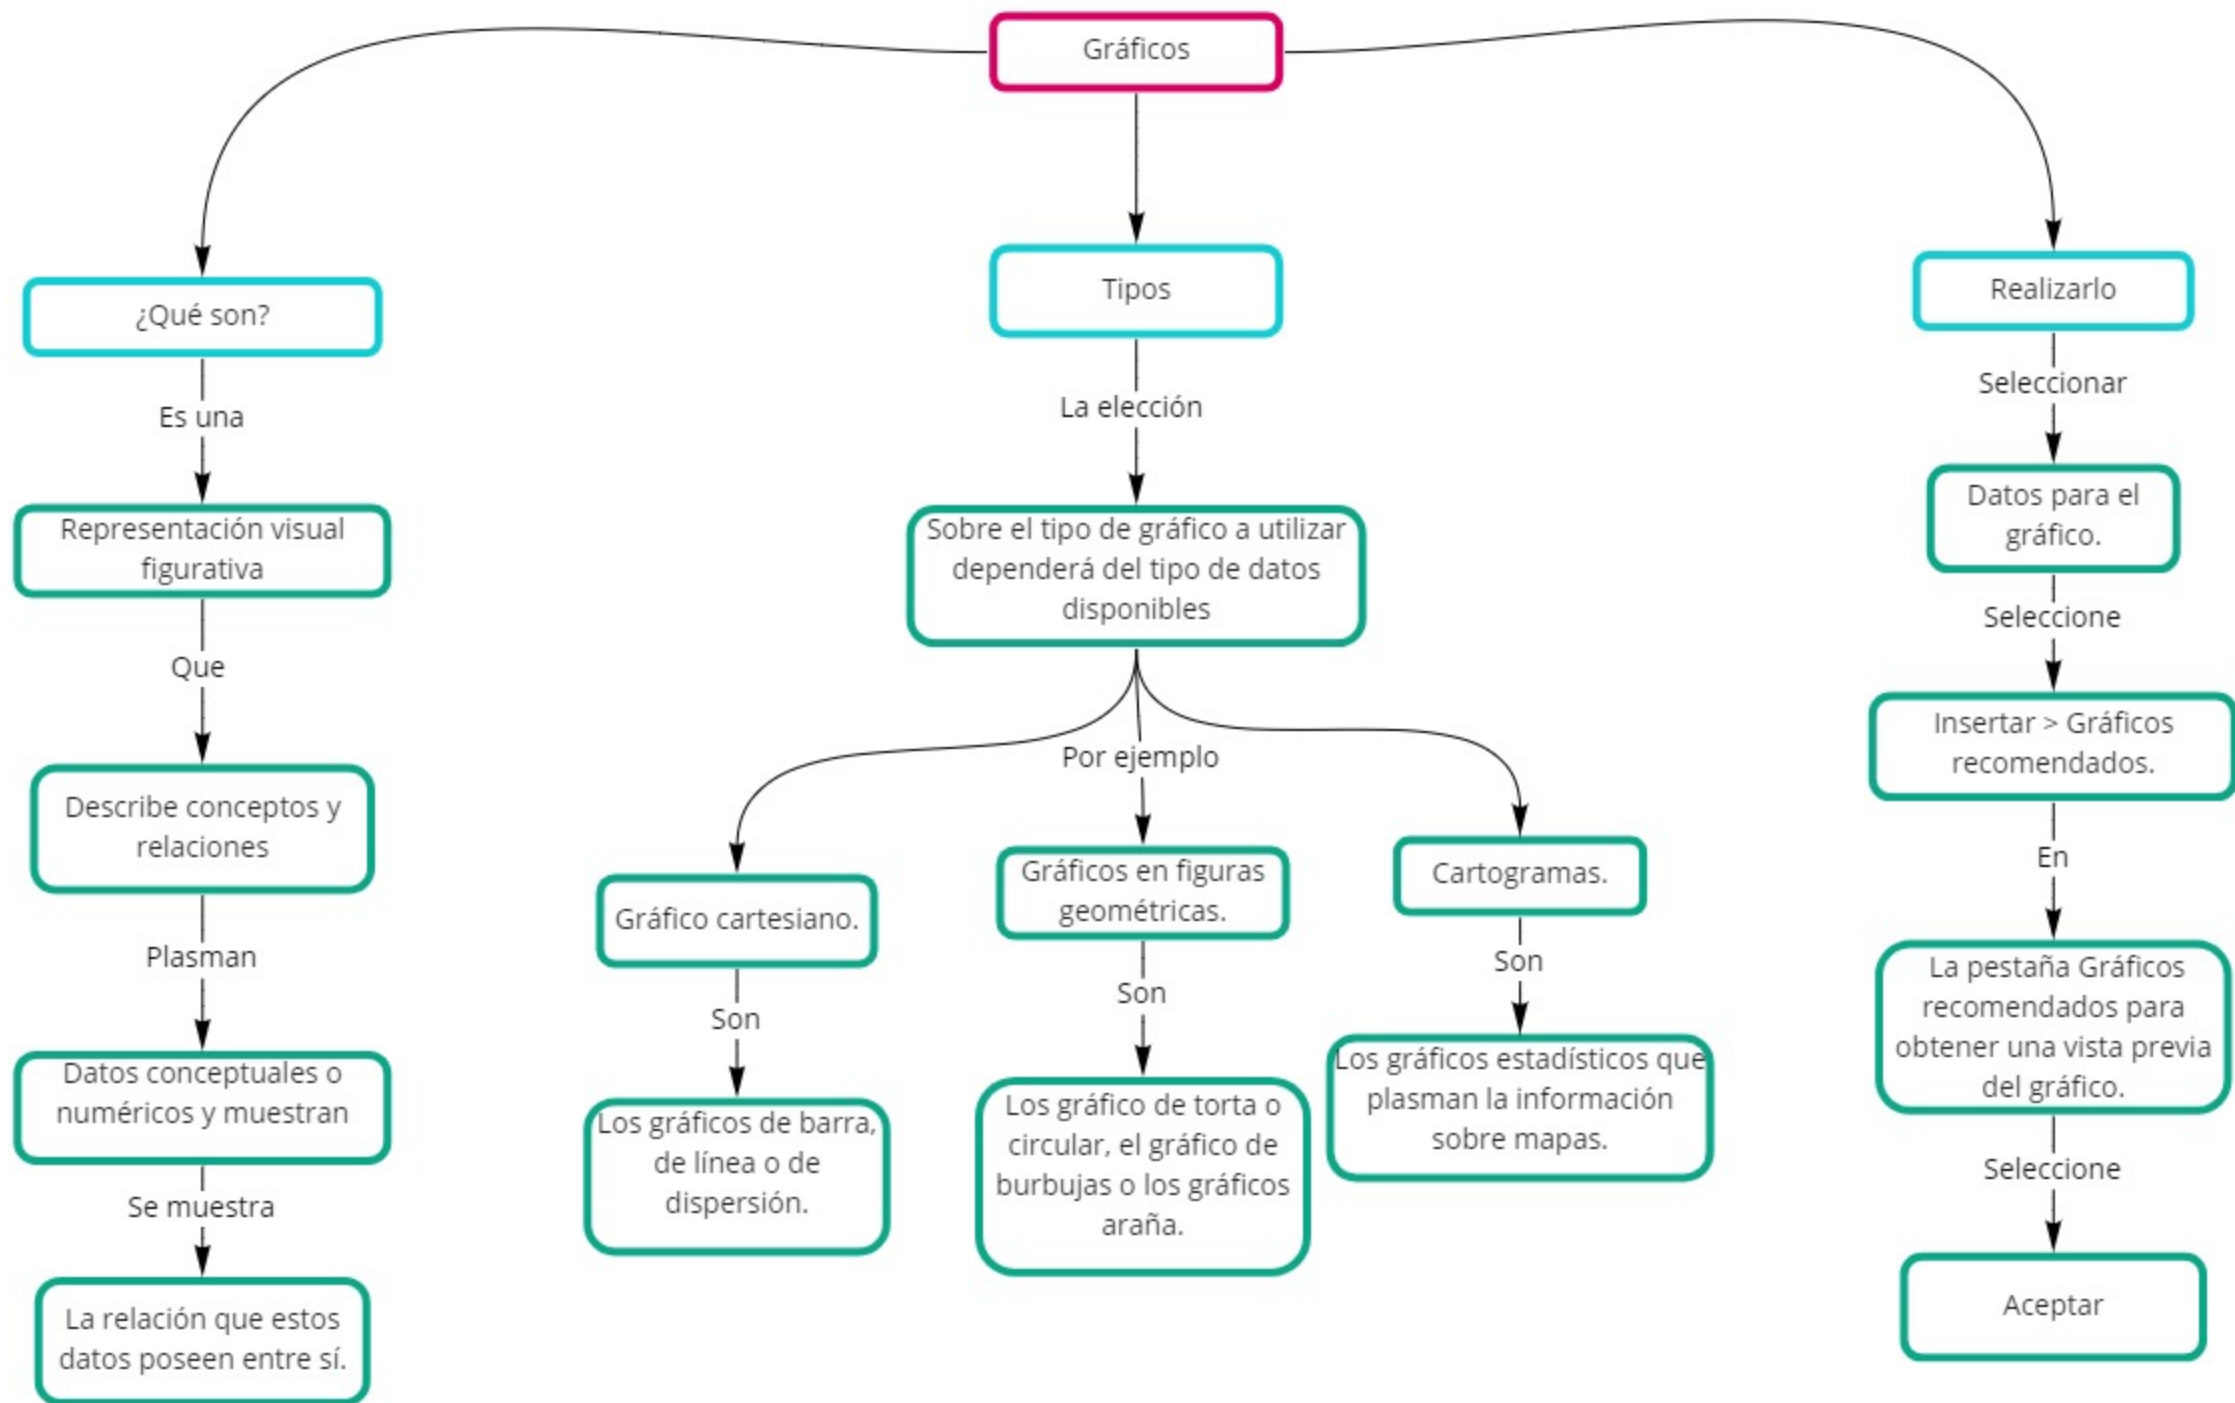 Gráficos
¿Qué son?
Es una
Representación visual
figurativa
Que
Describe conceptos y
relaciones
Plasman
Datos conceptuales o
numéricos y muestran
Se muestra
La relación que estos
datos poseen entre sí.
Tipos
La elección
Sobre el tipo de gráfico a utilizar
dependerá del tipo de datos
disponibles
Por ejemplo
Gráfico cartesiano.
Son
Los gráficos de barra,
de línea o de
dispersión.
Gráficos en figuras
geométricas.
Son
Los gráfico de torta o
circular, el gráfico de
burbujas o los gráficos
araña.
Cartogramas.
Son
Los gráficos estadísticos que
plasman la información
sobre mapas.
Realizarlo
Seleccionar
Datos para el
gráfico.
Seleccione
Insertar > Gráficos
recomendados.
En
La pestaña Gráficos
recomendados para
obtener una vista previa
del gráfico.
Seleccione
Aceptar